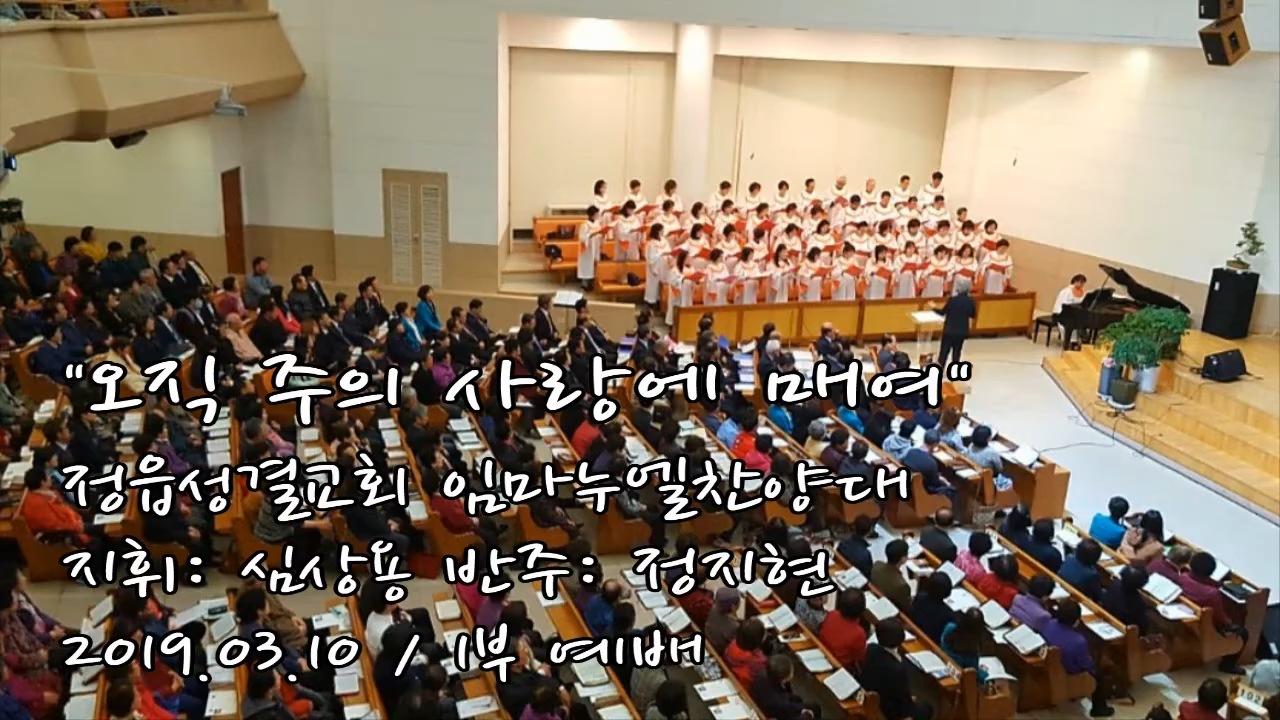 "오직 주의 사랑에 매여"
정읍성결교회 임마누엘찬양대
지휘: 심상용 반주: 정지현
2019.03.10 / 1부 예배